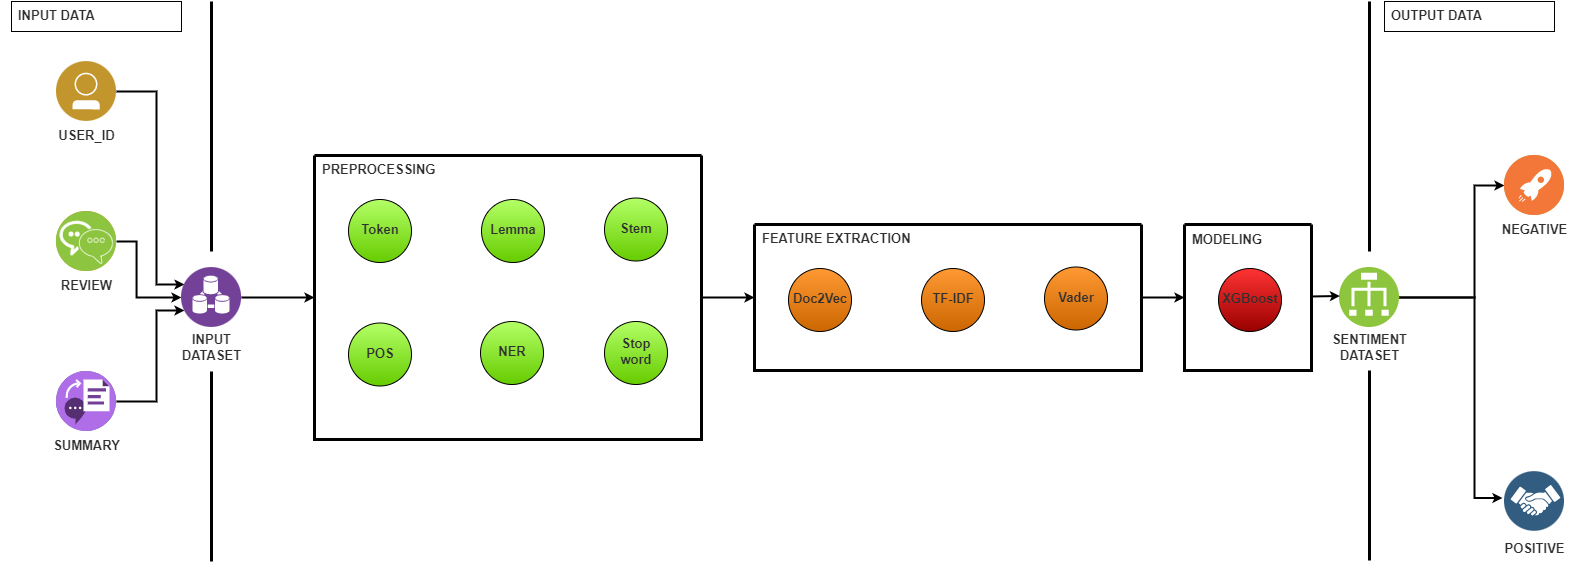 INPUT DATA
OUTPUT DATA
USER_ID
REVIEW
SUMMARY
INPUT
DATASET
PREPROCESSING
Token
Lemma
Stem
POS
NER
Stop
word
FEATURE EXTRACTION
Doc2Vec
TF-IDF
Vader
MODELING
XGBoost
SENTIMENT
DATASET
NEGATIVE
POSITIVE